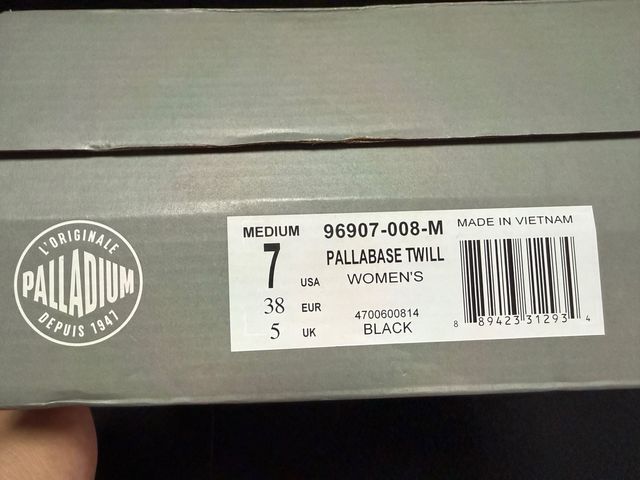 L'ORIGINALE
PALLADIUM
DEPUIS 1947
MEDIUM
7 USA
38 EUR
5 UK
96907-008-M
PALLABASE TWILL
WOMEN'S
4700600814
BLACK
MADE IN VIETNAM
8 89423 31293 4